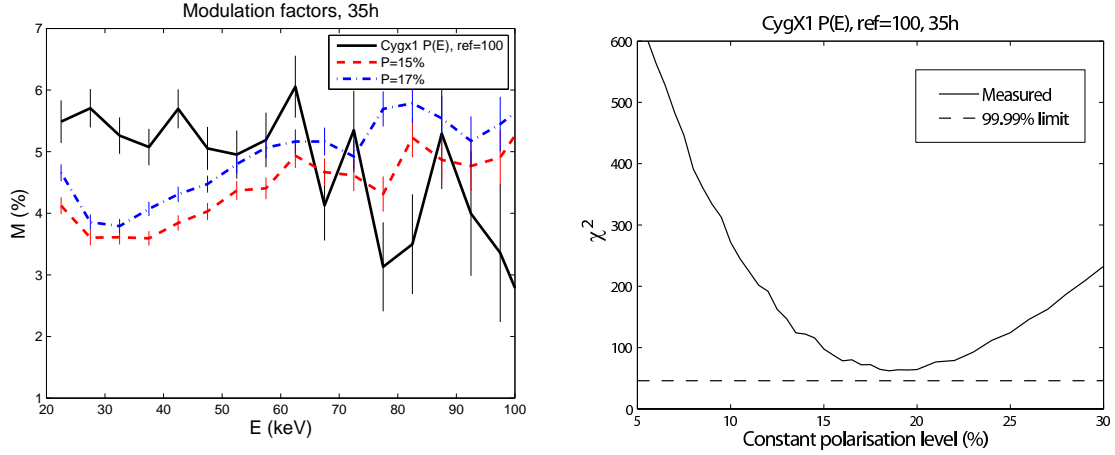 Modulation factors, 35h
7
6
5
4
3
2
1
M (%)
Cygx1 P(E), ref=100
P=15%
P=17%
20 30 40 50 60 70 80 90 100
E (keV)
CygX1 P(E), ref=100, 35h
600
500
400
300
200
100
0
χ²
Measured
99.99% limit
5 10 15 20 25 30
Constant polarisation level (%)